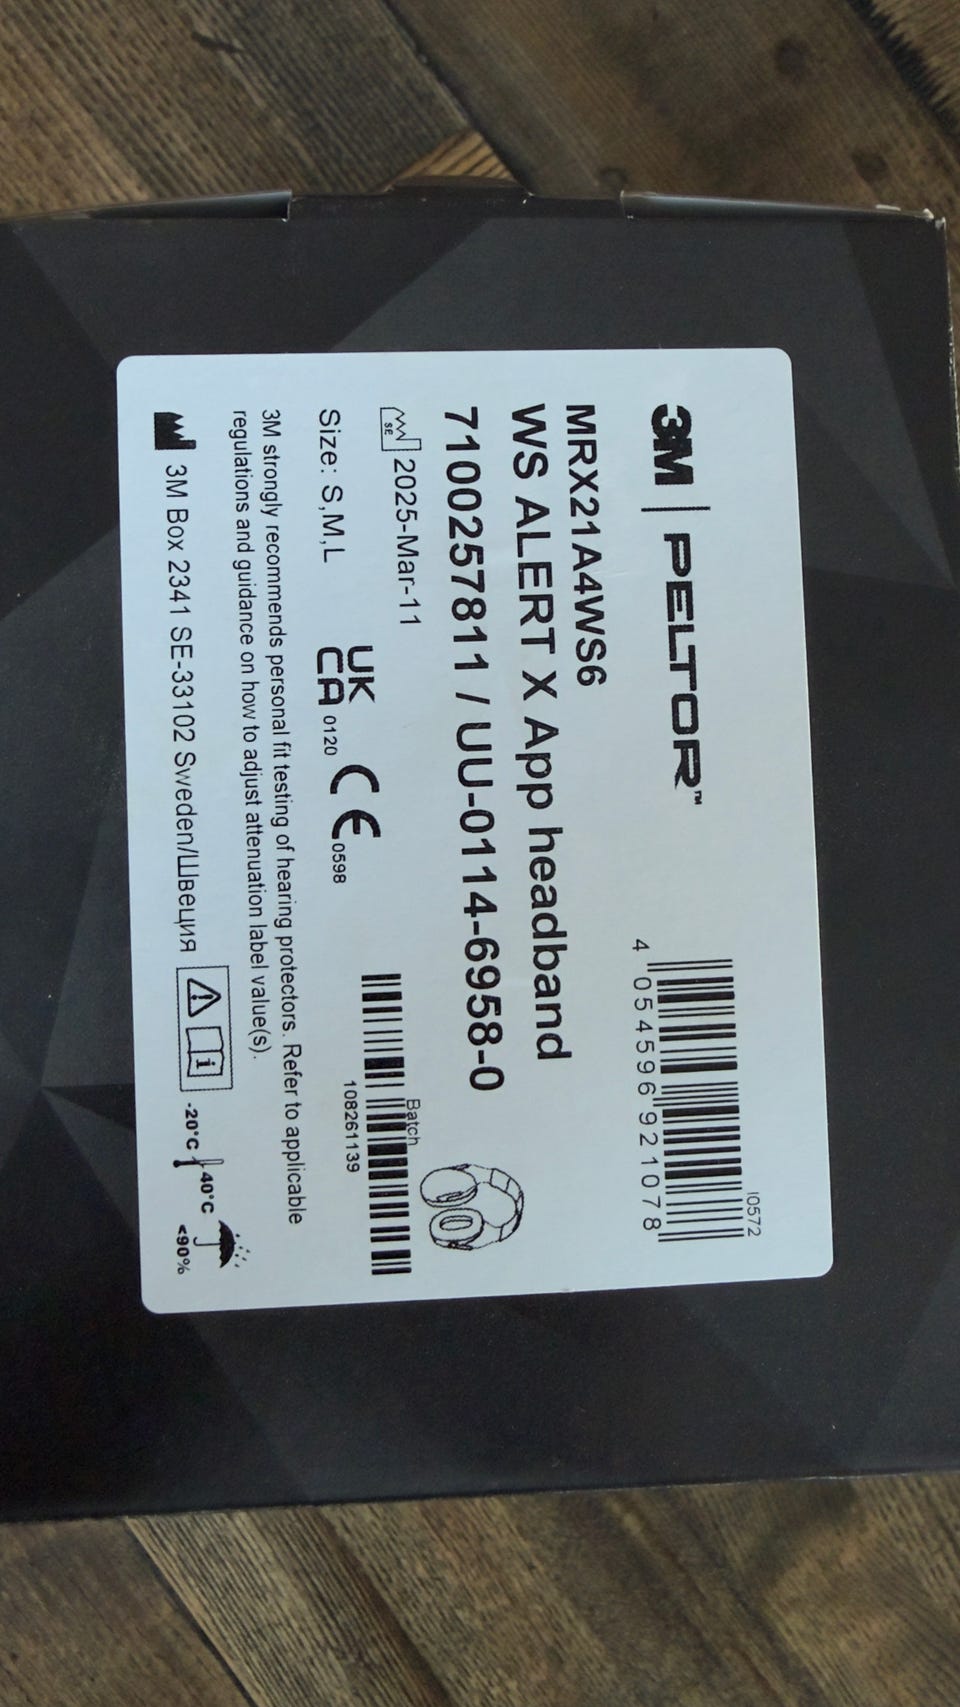 3M | PELTOR™
I0572
4 054596 921078
MRX21A4WS6
WS ALERT X App headband
7100257811 / UU-0114-6958-0
SE 2025-Mar-11
Batch
108261139
Size: S,M,L
UK
CA 0120
CE 0598
3M strongly recommends personal fit testing of hearing protectors. Refer to applicable
regulations and guidance on how to adjust attenuation label value(s).
3M Box 2341 SE-33102 Sweden/Швеция
i
-20°C
40°C
<90%